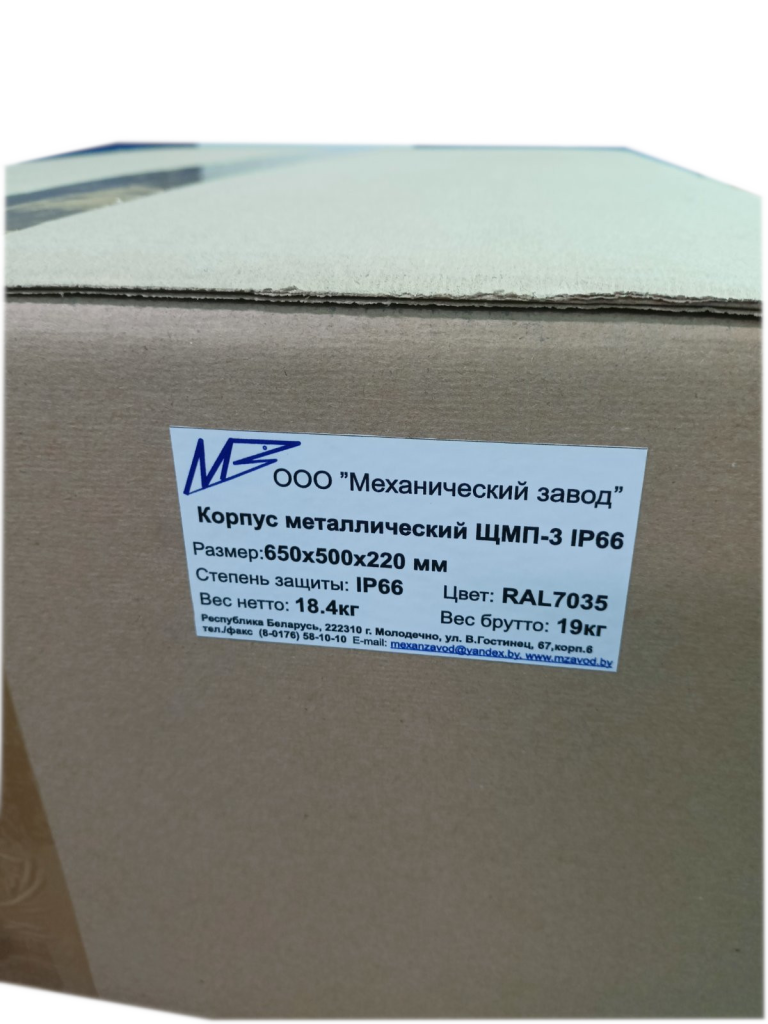 МЗ ООО "Механический завод"
Корпус металлический ЩМП-3 IP66
Размер:650x500x220 мм
Степень защиты: IP66 Цвет: RAL7035
Вес нетто: 18.4кг Вес брутто: 19кг
Республика Беларусь, 222310 г. Молодечно, ул. В.Гостинец, 67,корп.6
тел./факс (8-0176) 58-10-10 E-mail: mexanzavod@yandex.by, www.mzavod.by